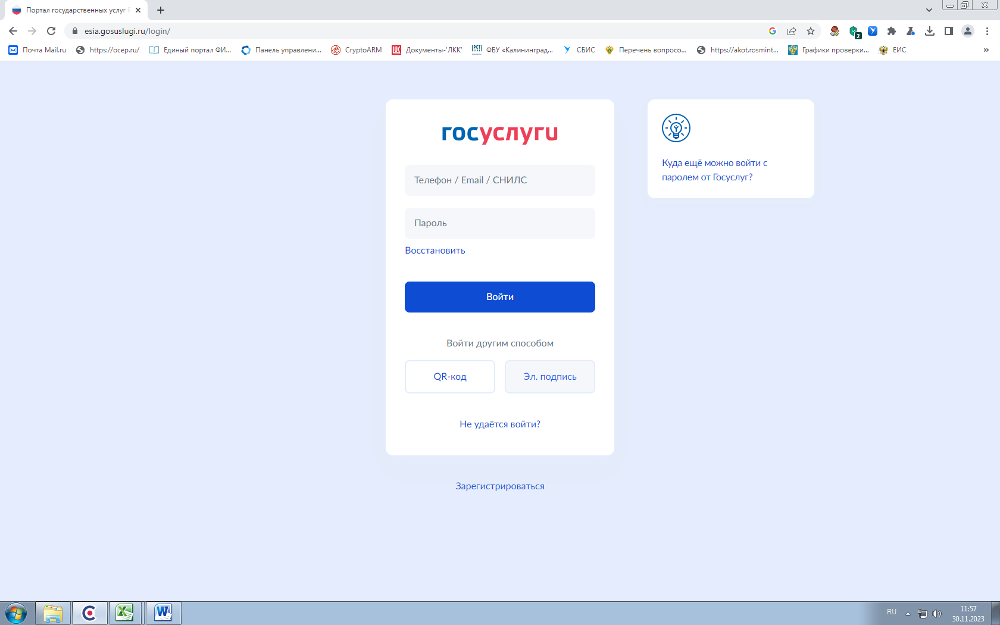 Портал государственных услуг
esia.gosuslugi.ru/login/
2
Почта Mail.ru
https://ocep.ru/
Единый портал ФИ...
Панель управлени...
CryptoARM
Документы-'ЛКК'
ФБУ «Калининград...
СБИС
Перечень вопросо...
https://akot.rosmint...
Графики проверки...
ЕИС
госуслуги
Телефон / Email / СНИЛС
Пароль
Восстановить
Войти
Войти другим способом
QR-код
Эл. подпись
Не удаётся войти?
Зарегистрироваться
Куда ещё можно войти с
паролем от Госуслуг?
RU
11:57
30.11.2023